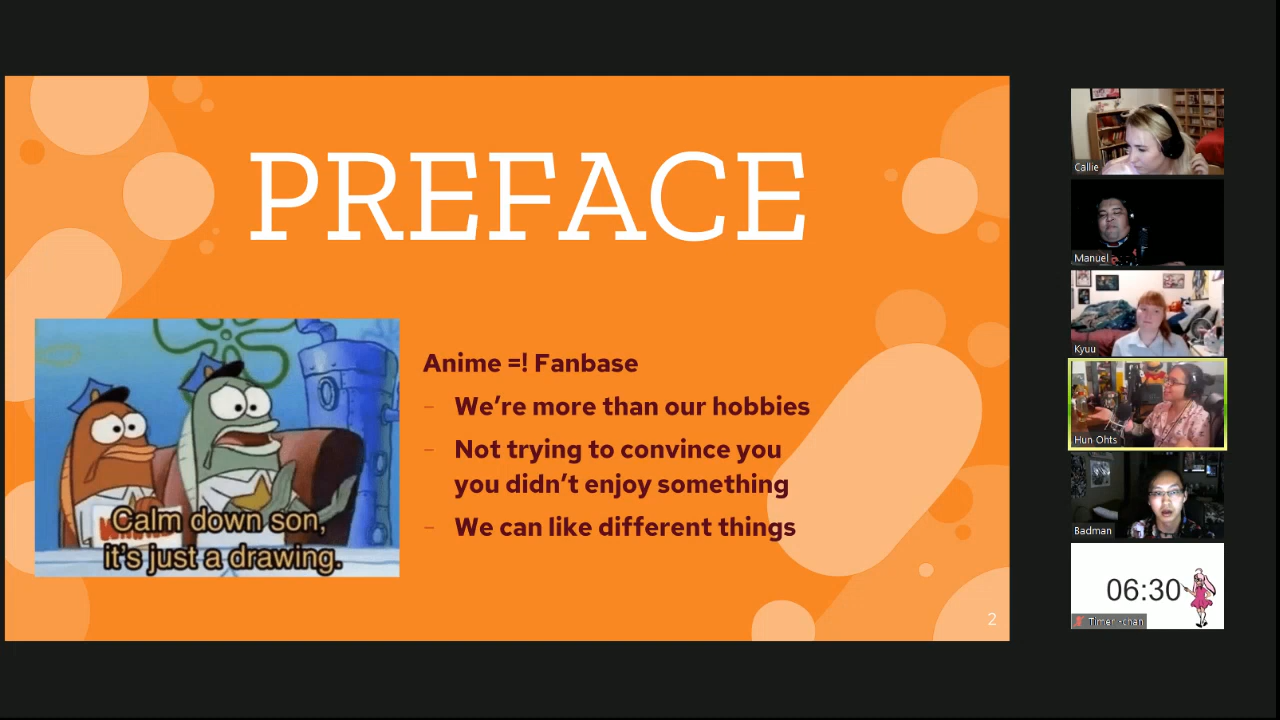 PREFACE
Anime =! Fanbase
– We’re more than our hobbies
– Not trying to convince you
you didn’t enjoy something
– We can like different things
Calm down son,
it's just a drawing.
2
Callie
Manuel
Kyuu
Hun Ohts
Badman
06:30
Timer -chan